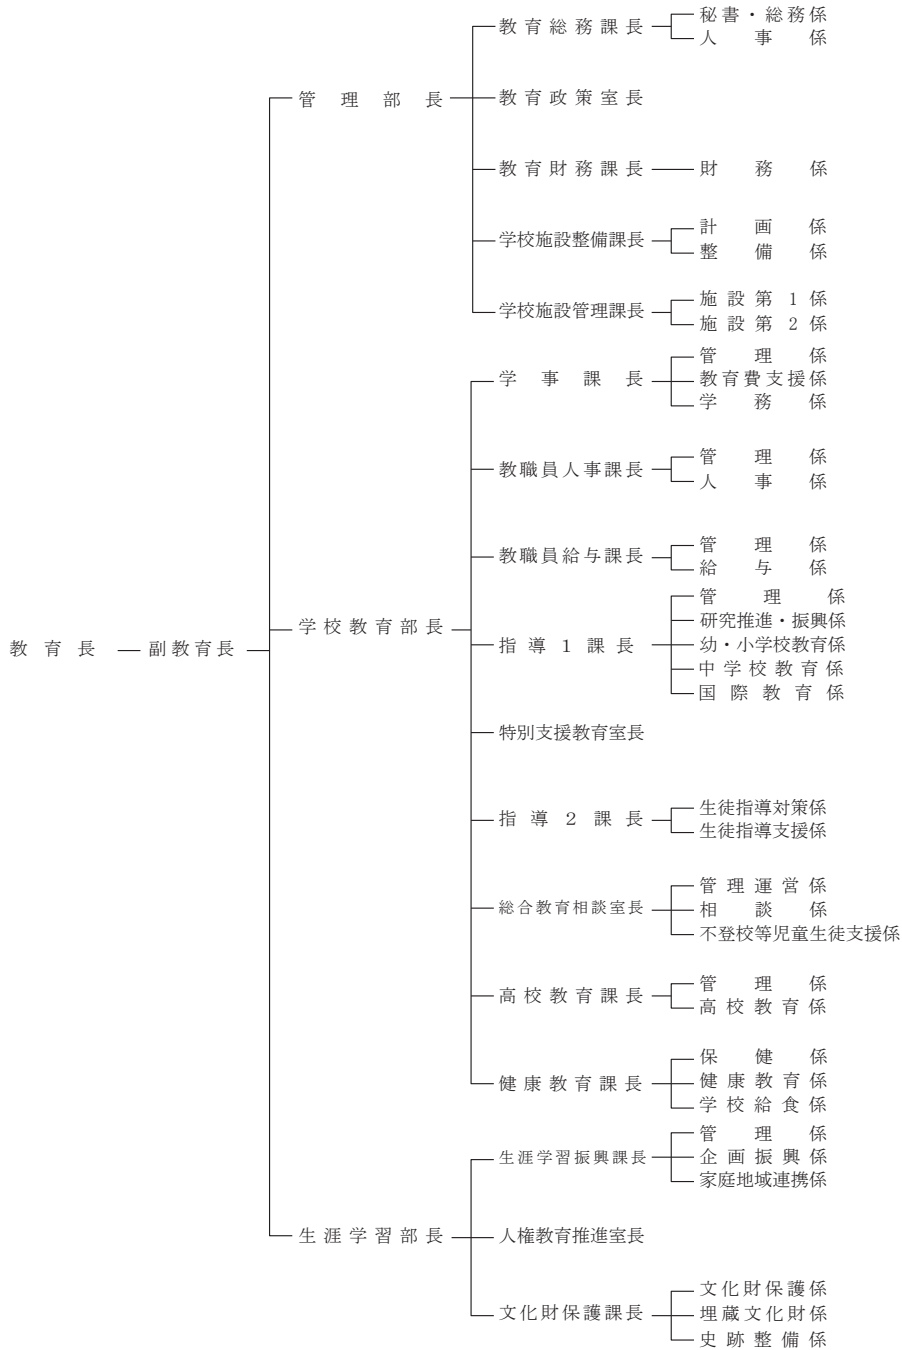 教育長
副教育長
管理部長
教育総務課長
秘書・総務係
人事係
教育政策室長
教育財務課長
財務係
学校施設整備課長
計画係
整備係
学校施設管理課長
施設第1係
施設第2係
学校教育部長
学事課長
管理係
教育費支援係
学務係
教職員人事課長
管理係
人事係
教職員給与課長
管理係
給与係
指導1課長
管理係
研究推進・振興係
幼・小学校教育係
中学校教育係
国際教育係
特別支援教育室長
指導2課長
生徒指導対策係
生徒指導支援係
総合教育相談室長
管理運営係
相談係
不登校等児童生徒支援係
高校教育課長
管理係
高校教育係
健康教育課長
保健係
健康教育係
学校給食係
生涯学習部長
生涯学習振興課長
管理係
企画振興係
家庭地域連携係
人権教育推進室長
文化財保護課長
文化財保護係
埋蔵文化財係
史跡整備係